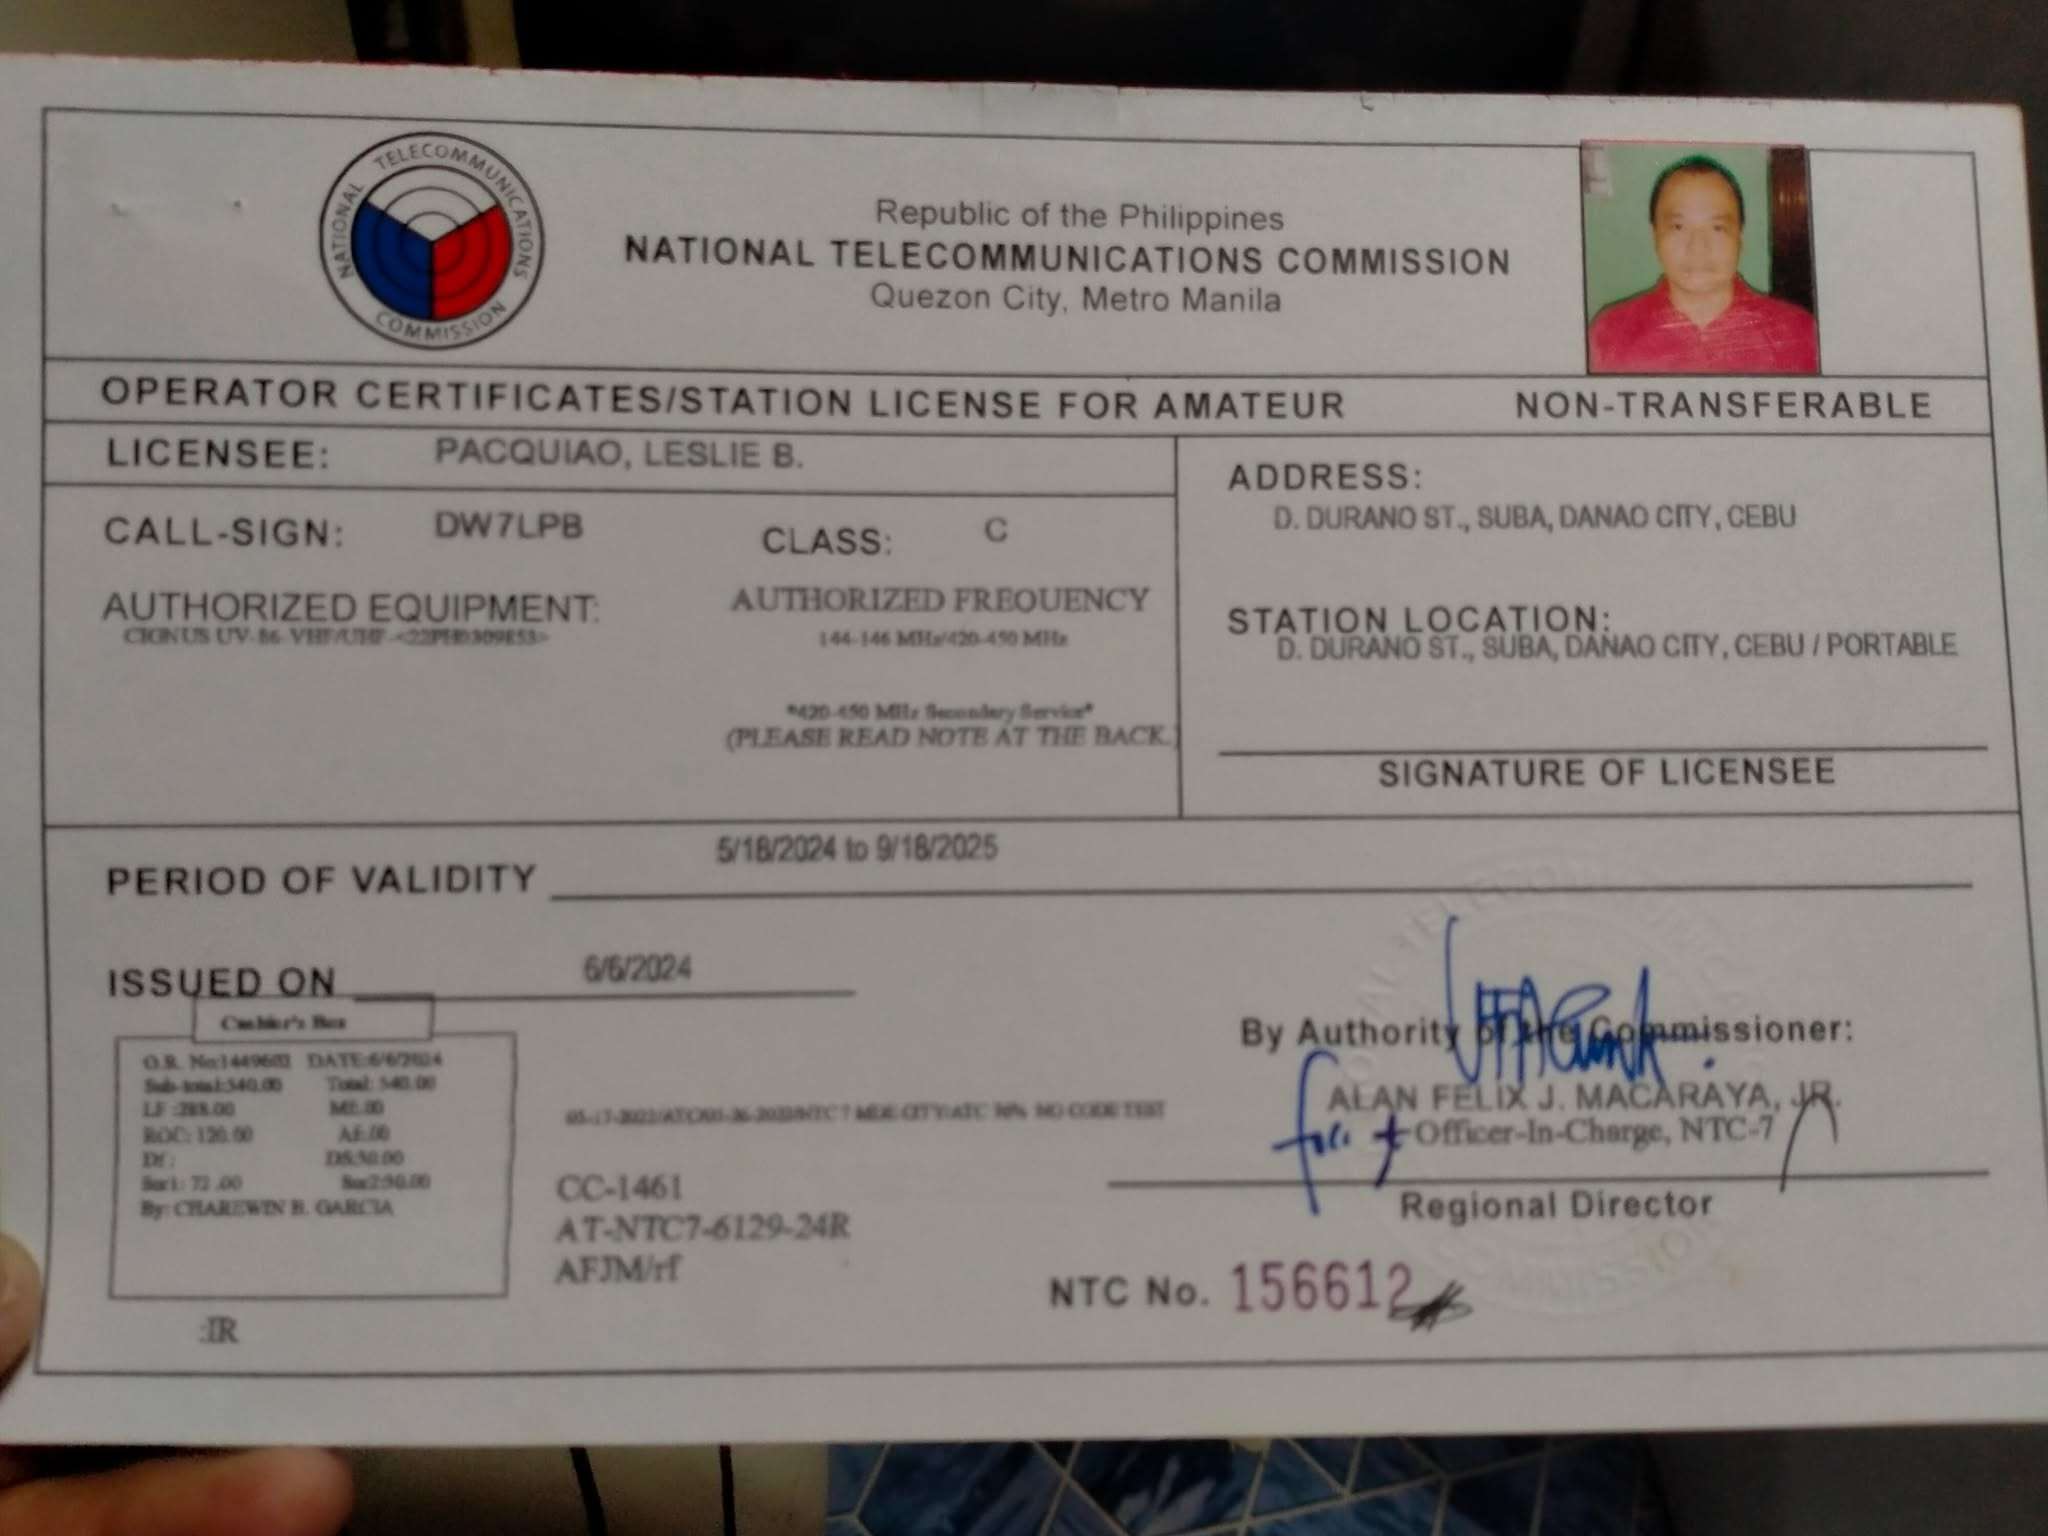 NATIONAL TELECOMMUNICATIONS COMMISSION
Republic of the Philippines
NATIONAL TELECOMMUNICATIONS COMMISSION
Quezon City, Metro Manila
OPERATOR CERTIFICATES/STATION LICENSE FOR AMATEUR NON-TRANSFERABLE
LICENSEE: PACQUIAO, LESLIE B.
CALL-SIGN: DW7LPB CLASS: C
AUTHORIZED EQUIPMENT: AUTHORIZED FREQUENCY
CIGNUS UV-86 VHF/UHF 144-146 MHz/420-450 MHz
*420-450 MHz Secondary Service*
(PLEASE READ NOTE AT THE BACK.)
ADDRESS:
D. DURANO ST., SUBA, DANAO CITY, CEBU
STATION LOCATION:
D. DURANO ST., SUBA, DANAO CITY, CEBU / PORTABLE
SIGNATURE OF LICENSEE
PERIOD OF VALIDITY 5/18/2024 to 9/18/2025
ISSUED ON 6/6/2024
Cashier's Box
O.R. No: DATE:6/6/2024
Sub-total:540.00 Total: 540.00
LF :288.00 MF:00
ROC: 120.00 AF:00
Df: DS:30.00
Sur1: 72 .00 Sur2:30.00
By: CHAREWIN B. GARCIA
:IR
NO CODE TEST
CC-1461
AT-NTC7-6129-24R
AFJM/rf
By Authority of the Commissioner:
ALAN FELIX J. MACARAYA, JR.
Officer-In-Charge, NTC-7
Regional Director
NTC No. 156612